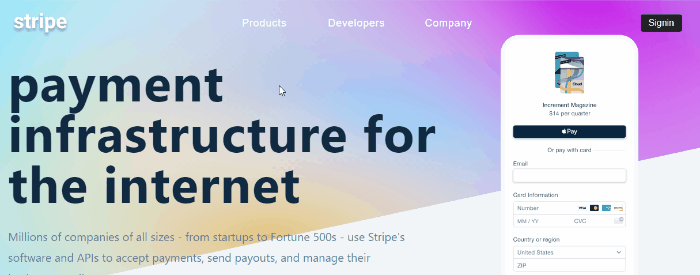 stripe
Products
Developers
Company
Signin
payment
infrastructure for
the internet
Millions of companies of all sizes - from startups to Fortune 500s - use Stripe's
software and APIs to accept payments, send payouts, and manage their
Increment Magazine
$14 per quarter
Pay
Or pay with card
Email
Card Information
Number
VISA
MM / YY
CVC
Country or region
United States
ZIP